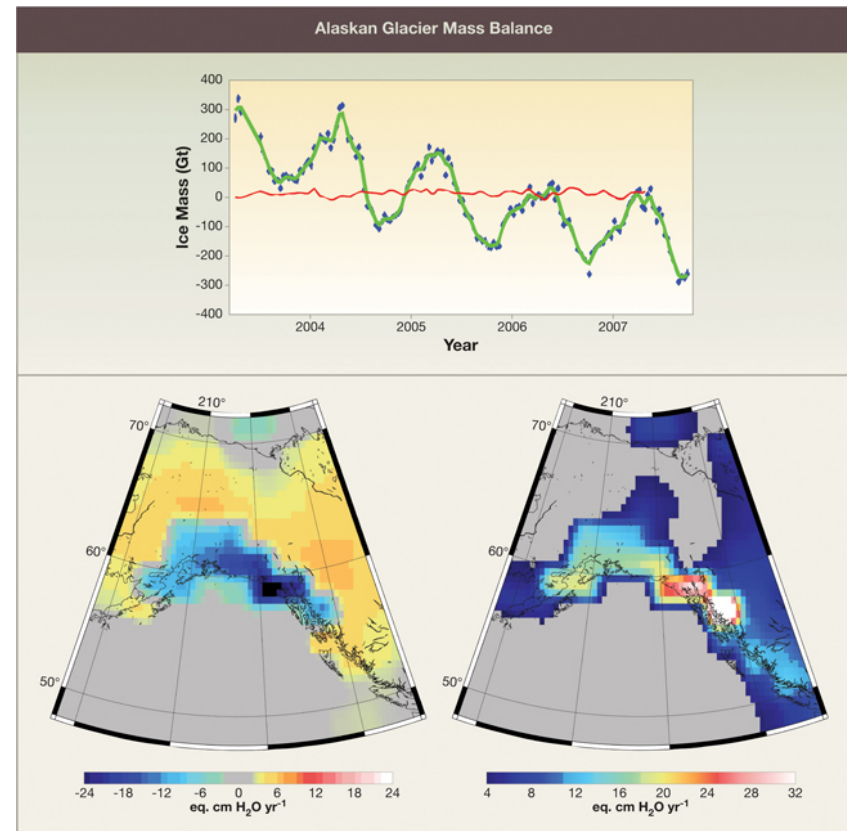 Alaskan Glacier Mass Balance
400
300
200
100
0
-100
-200
-300
-400
Ice Mass (Gt)
2004 2005 2006 2007
Year
210°
70°
60°
50°
-24 -18 -12 -6 0 6 12 18 24
eq. cm H₂O yr⁻¹
210°
70°
60°
50°
4 8 12 16 20 24 28 32
eq. cm H₂O yr⁻¹